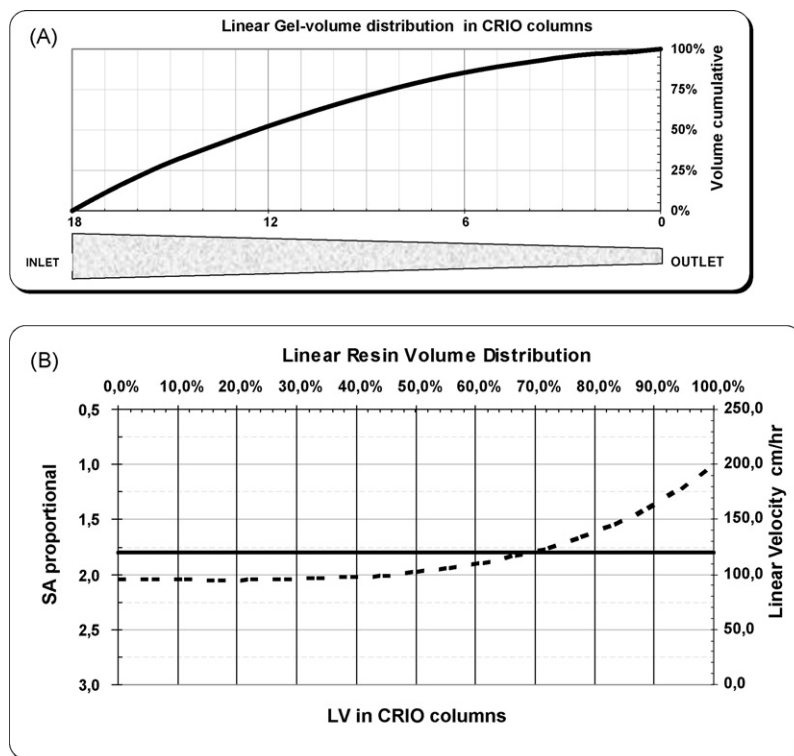 (A)
Linear Gel-volume distribution in CRIO columns
100%
75%
50%
25%
0%
Volume cumulative
18 12 6 0
INLET
OUTLET
(B)
Linear Resin Volume Distribution
0,0% 10,0% 20,0% 30,0% 40,0% 50,0% 60,0% 70,0% 80,0% 90,0% 100,0%
0,5
1,0
1,5
2,0
2,5
3,0
SA proportional
250,0
200,0
150,0
100,0
50,0
0,0
Linear Velocity cm/hr
LV in CRIO columns